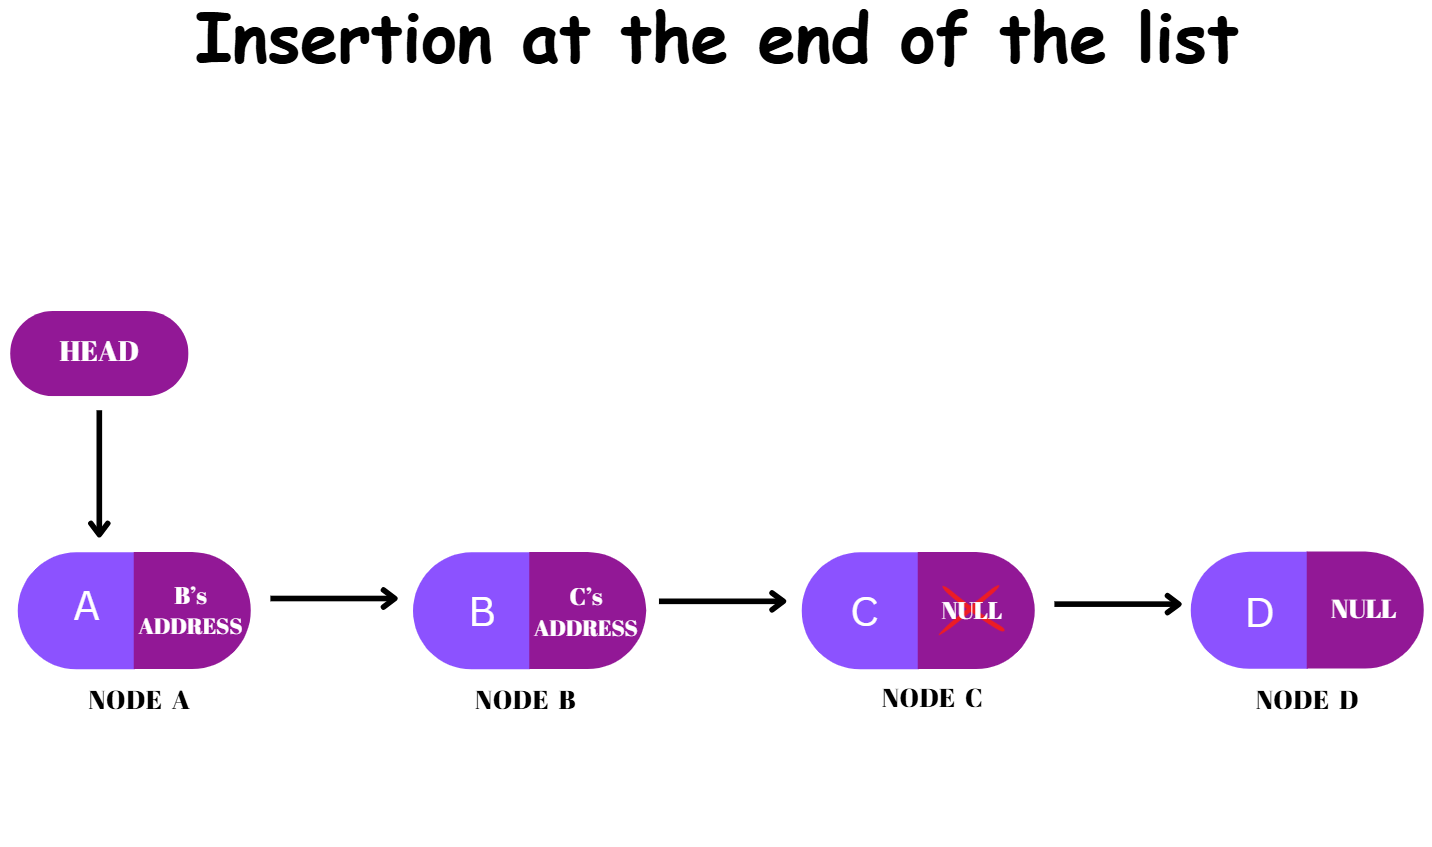 Insertion at the end of the list
HEAD
A
B's
ADDRESS
B
C's
ADDRESS
C
NULL
D
NULL
NODE A
NODE B
NODE C
NODE D